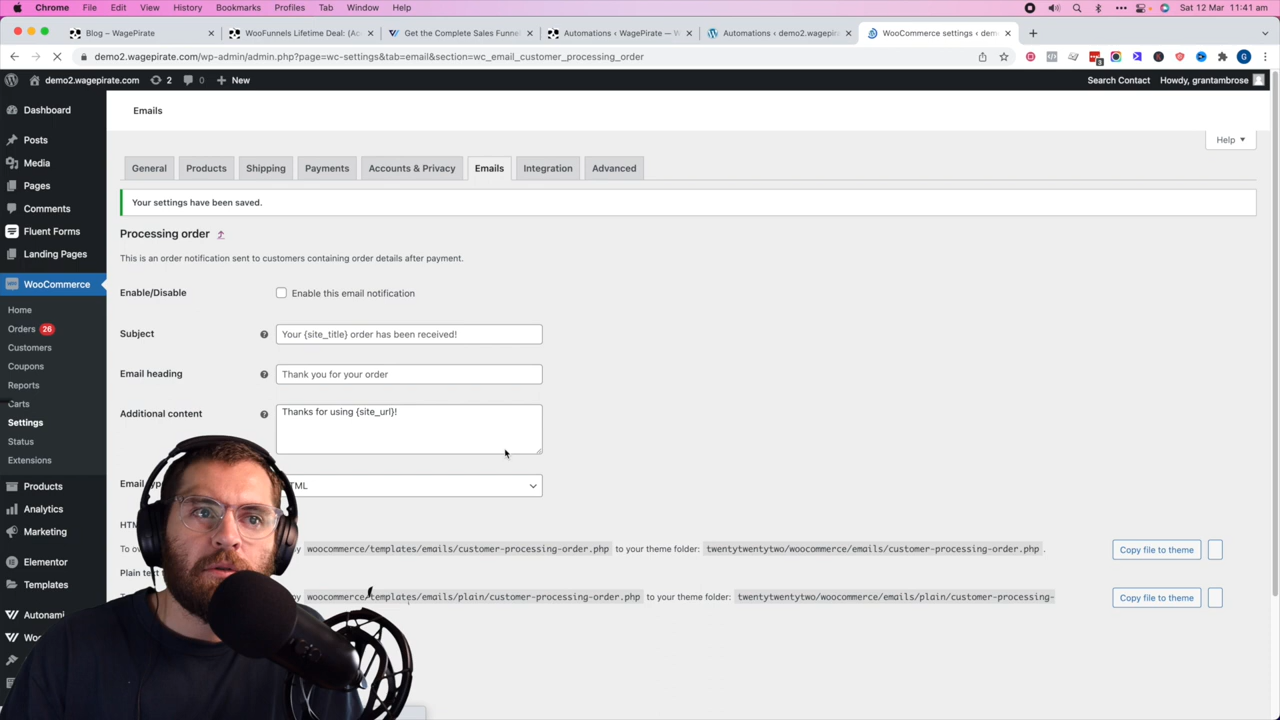 Chrome File Edit View History Bookmarks Profiles Tab Window Help Sat 12 Mar 11:41 am
Blog – WagePirate WooFunnels Lifetime Deal: (Ac Get the Complete Sales Funne Automations ‹ WagePirate — W Automations ‹ demo2.wagepira WooCommerce settings ‹ dem
demo2.wagepirate.com/wp-admin/admin.php?page=wc-settings&tab=email&section=wc_email_customer_processing_order
demo2.wagepirate.com 2 0 New Search Contact Howdy, grantambrose
Dashboard
Posts
Media
Pages
Comments
Fluent Forms
Landing Pages
WooCommerce
Home
Orders 26
Customers
Coupons
Reports
Carts
Settings
Status
Extensions
Products
Analytics
Marketing
Elementor
Templates
Autonami
Woo
Emails
Help
General Products Shipping Payments Accounts & Privacy Emails Integration Advanced
Your settings have been saved.
Processing order
This is an order notification sent to customers containing order details after payment.
Enable/Disable Enable this email notification
Subject Your {site_title} order has been received!
Email heading Thank you for your order
Additional content Thanks for using {site_url}!
Email TML
HTM
To ov y woocommerce/templates/emails/customer-processing-order.php to your theme folder: twentytwentytwo/woocommerce/emails/customer-processing-order.php . Copy file to theme
Plain text
woocommerce/templates/emails/plain/customer-processing-order.php to your theme folder: twentytwentytwo/woocommerce/emails/plain/customer-processing- Copy file to theme